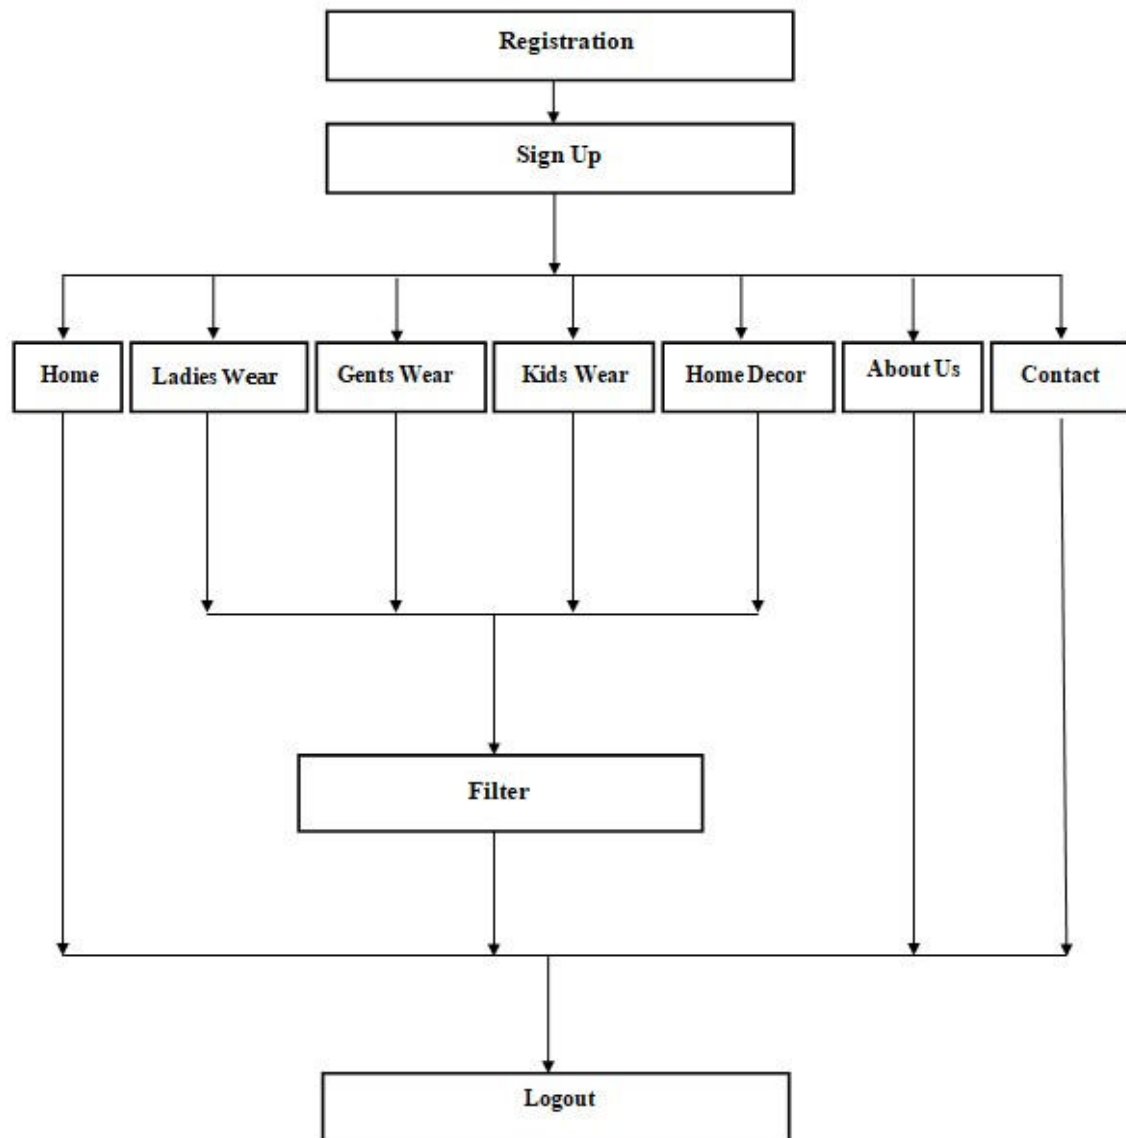 Registration
Sign Up
Home
Ladies Wear
Gents Wear
Kids Wear
Home Decor
About Us
Contact
Filter
Logout